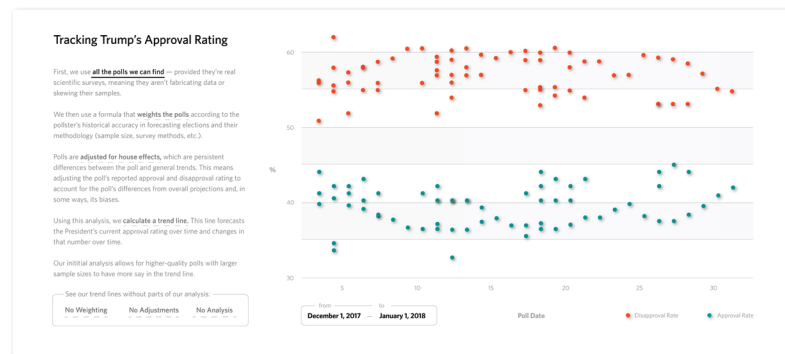 Tracking Trump's Approval Rating
First, we use all the polls we can find — provided they're real
scientific surveys, meaning they aren't fabricating data or
skewing their samples.
We then use a formula that weights the polls according to the
pollster's historical accuracy in forecasting elections and their
methodology (sample size, survey methods, etc.)
Polls are adjusted for house effects, which are persistent
differences between the poll and general trends. This means
adjusting the poll's reported approval and disapproval rating to
account for the poll's differences from overall projections and, in
some ways, its biases.
Using this analysis, we calculate a trend line. This line forecasts
the President's current approval rating over time and changes in
that number over time.
Our inititial analysis allows for higher-quality polls with larger
sample sizes to have more say in the trend line.
See our trend lines without parts of our analysis:
No Weighting No Adjustments No Analysis
60
50
%
40
30
5 10 15 20 25 30
from to
December 1, 2017 — January 1, 2018
Poll Date
Disapproval Rate
Approval Rate